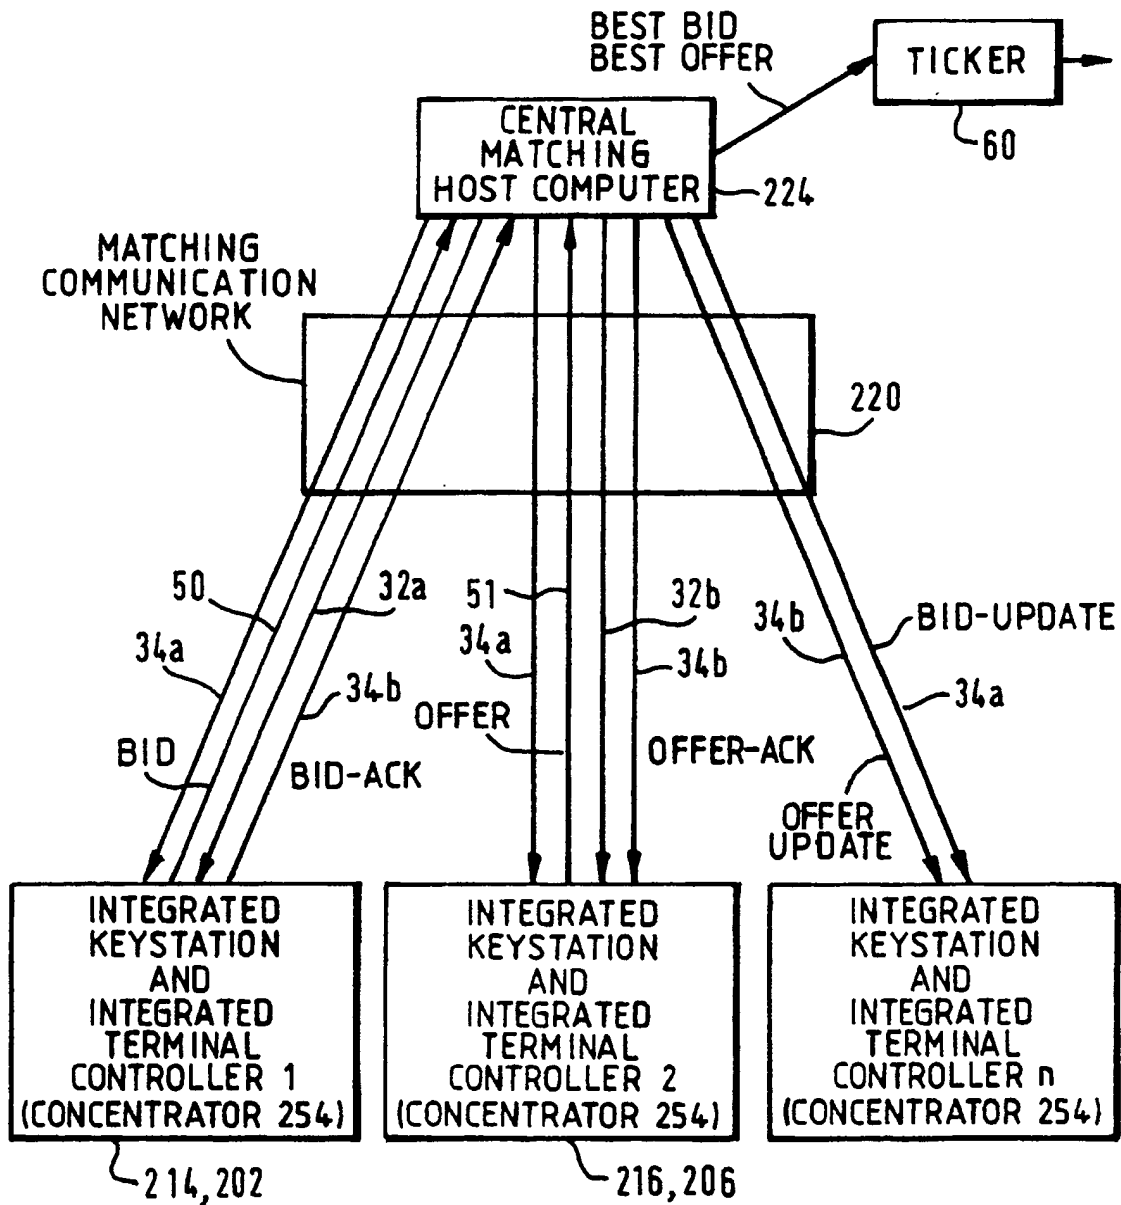 BEST BID
BEST OFFER
TICKER
60
CENTRAL
MATCHING
HOST COMPUTER
224
MATCHING
COMMUNICATION
NETWORK
220
50
32a
34a
34b
BID
BID-ACK
51
32b
34a
34b
OFFER
OFFER-ACK
34b
BID-UPDATE
34a
OFFER
UPDATE
INTEGRATED
KEYSTATION
AND
INTEGRATED
TERMINAL
CONTROLLER 1
(CONCENTRATOR 254)
214,202
INTEGRATED
KEYSTATION
AND
INTEGRATED
TERMINAL
CONTROLLER 2
(CONCENTRATOR 254)
216,206
INTEGRATED
KEYSTATION
AND
INTEGRATED
TERMINAL
CONTROLLER n
(CONCENTRATOR 254)